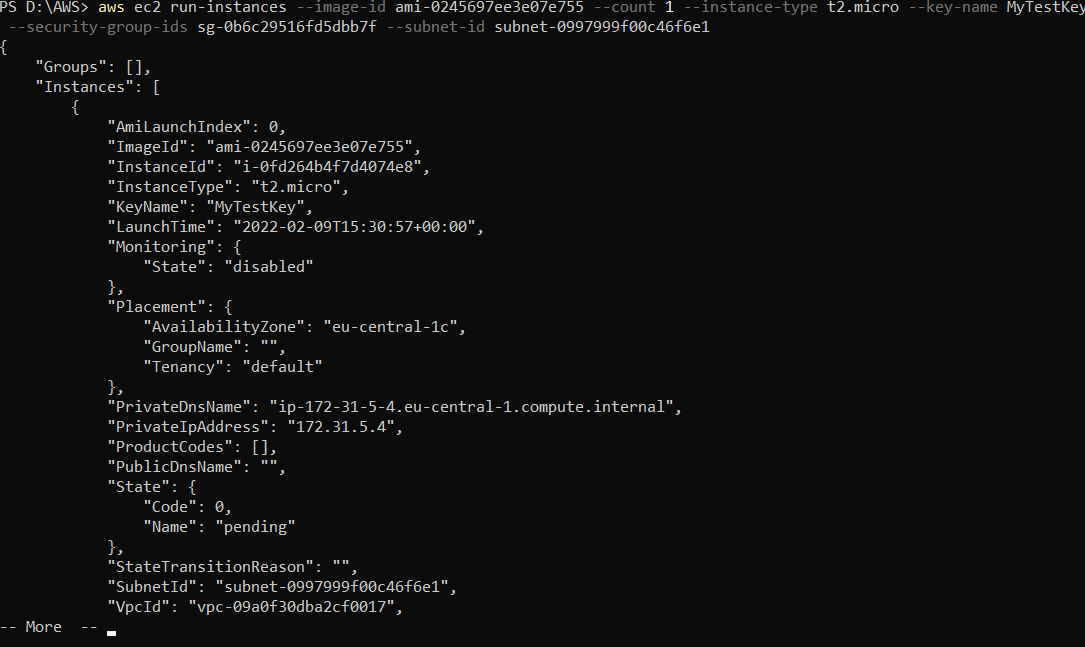 PS D:\AWS> aws ec2 run-instances --image-id ami-0245697ee3e07e755 --count 1 --instance-type t2.micro --key-name MyTestKey
--security-group-ids sg-0b6c29516fd5dbb7f --subnet-id subnet-0997999f00c46f6e1
{
    "Groups": [],
    "Instances": [
        {
            "AmiLaunchIndex": 0,
            "ImageId": "ami-0245697ee3e07e755",
            "InstanceId": "i-0fd264b4f7d4074e8",
            "InstanceType": "t2.micro",
            "KeyName": "MyTestKey",
            "LaunchTime": "2022-02-09T15:30:57+00:00",
            "Monitoring": {
                "State": "disabled"
            },
            "Placement": {
                "AvailabilityZone": "eu-central-1c",
                "GroupName": "",
                "Tenancy": "default"
            },
            "PrivateDnsName": "ip-172-31-5-4.eu-central-1.compute.internal",
            "PrivateIpAddress": "172.31.5.4",
            "ProductCodes": [],
            "PublicDnsName": "",
            "State": {
                "Code": 0,
                "Name": "pending"
            },
            "StateTransitionReason": "",
            "SubnetId": "subnet-0997999f00c46f6e1",
            "VpcId": "vpc-09a0f30dba2cf0017",
-- More  --